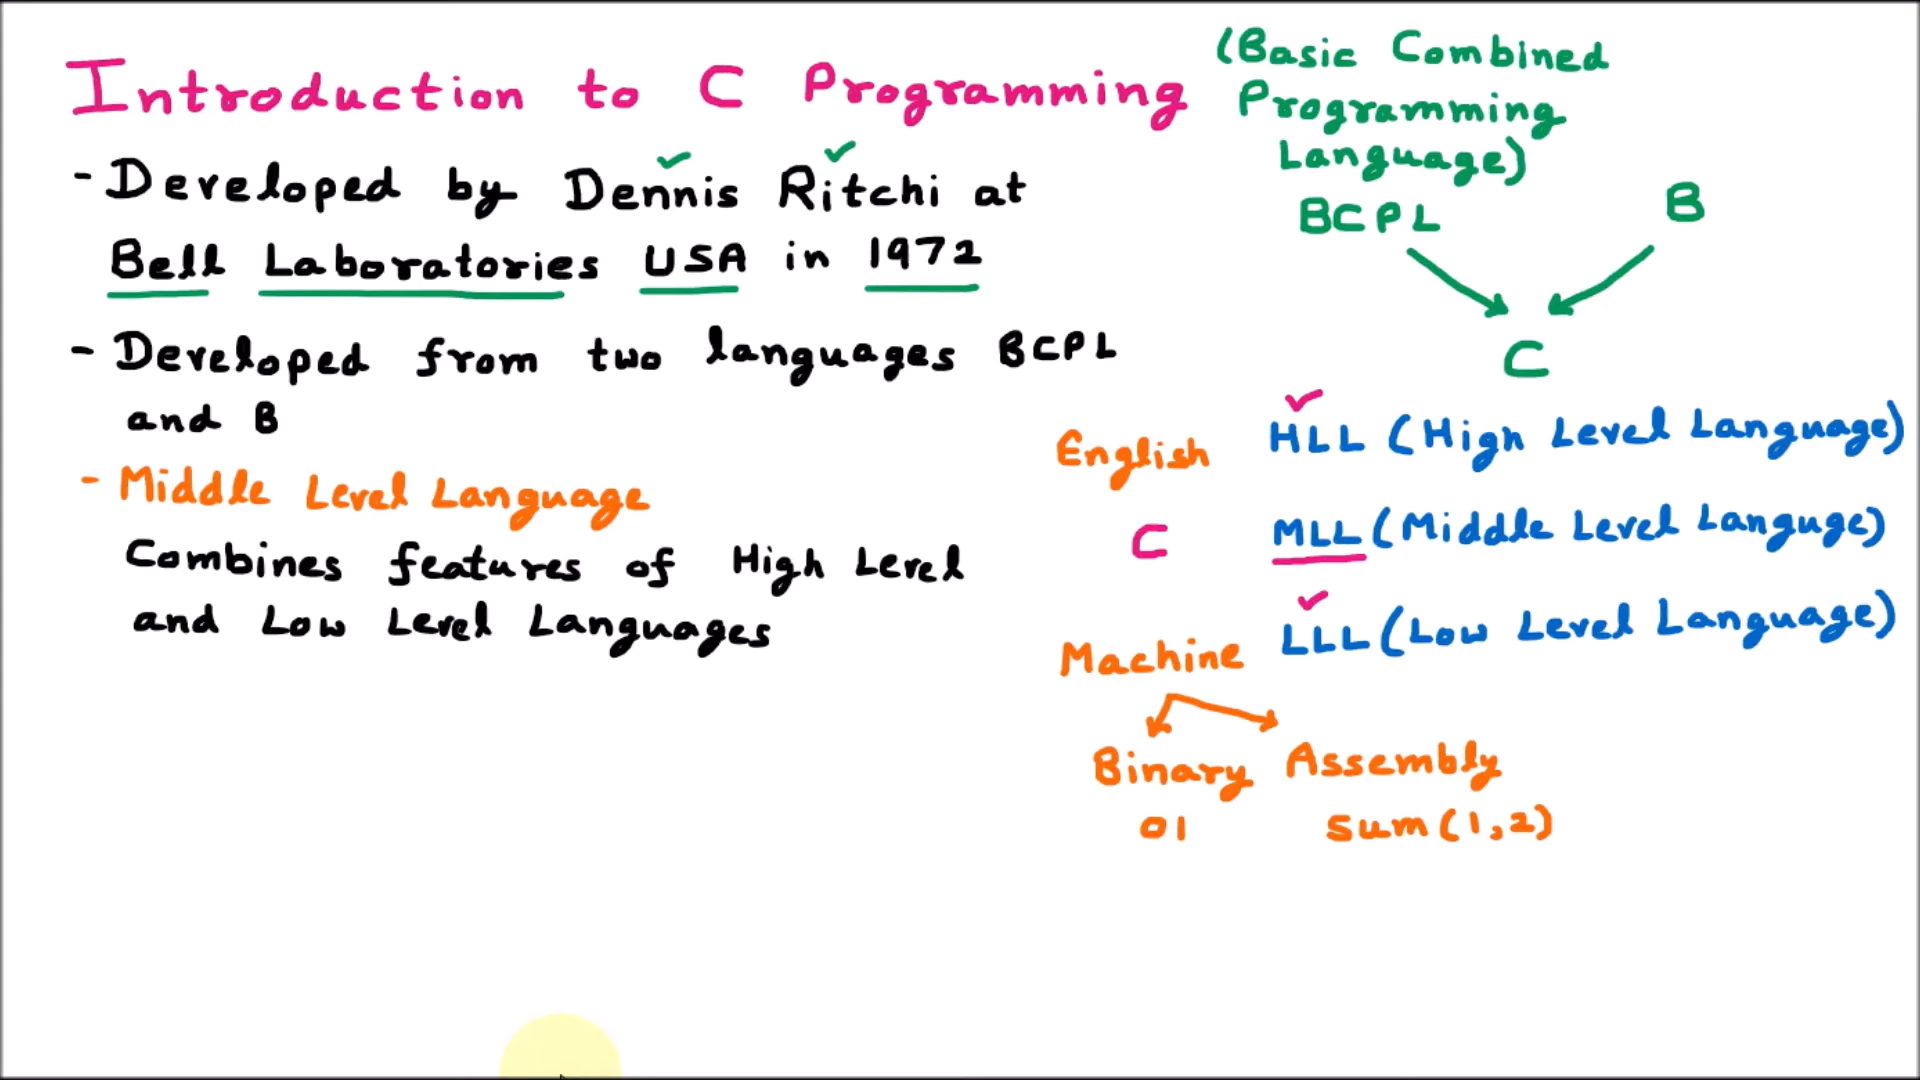 Introduction to C Programming
- Developed by Dennis Ritchi at
Bell Laboratories USA in 1972
- Developed from two languages BCPL
and B
- Middle Level Language
Combines features of High Level
and Low Level Languages
(Basic Combined
Programming
Language)
BCPL B
C
English HLL (High Level Language)
C MLL (Middle Level Languge)
Machine LLL (Low Level Language)
Binary Assembly
01 sum(1,2)